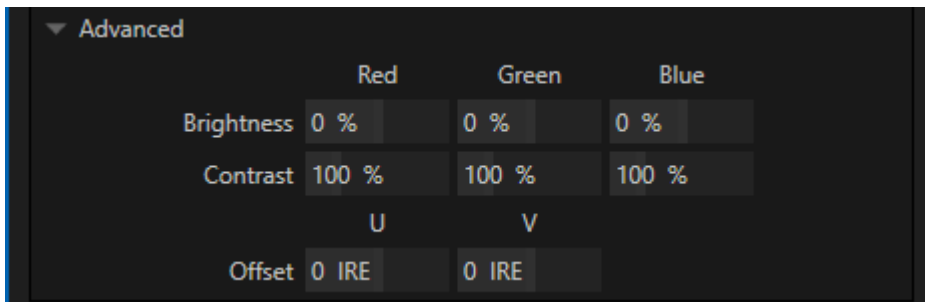 Advanced
Red Green Blue
Brightness 0 % 0 % 0 %
Contrast 100 % 100 % 100 %
U V
Offset 0 IRE 0 IRE